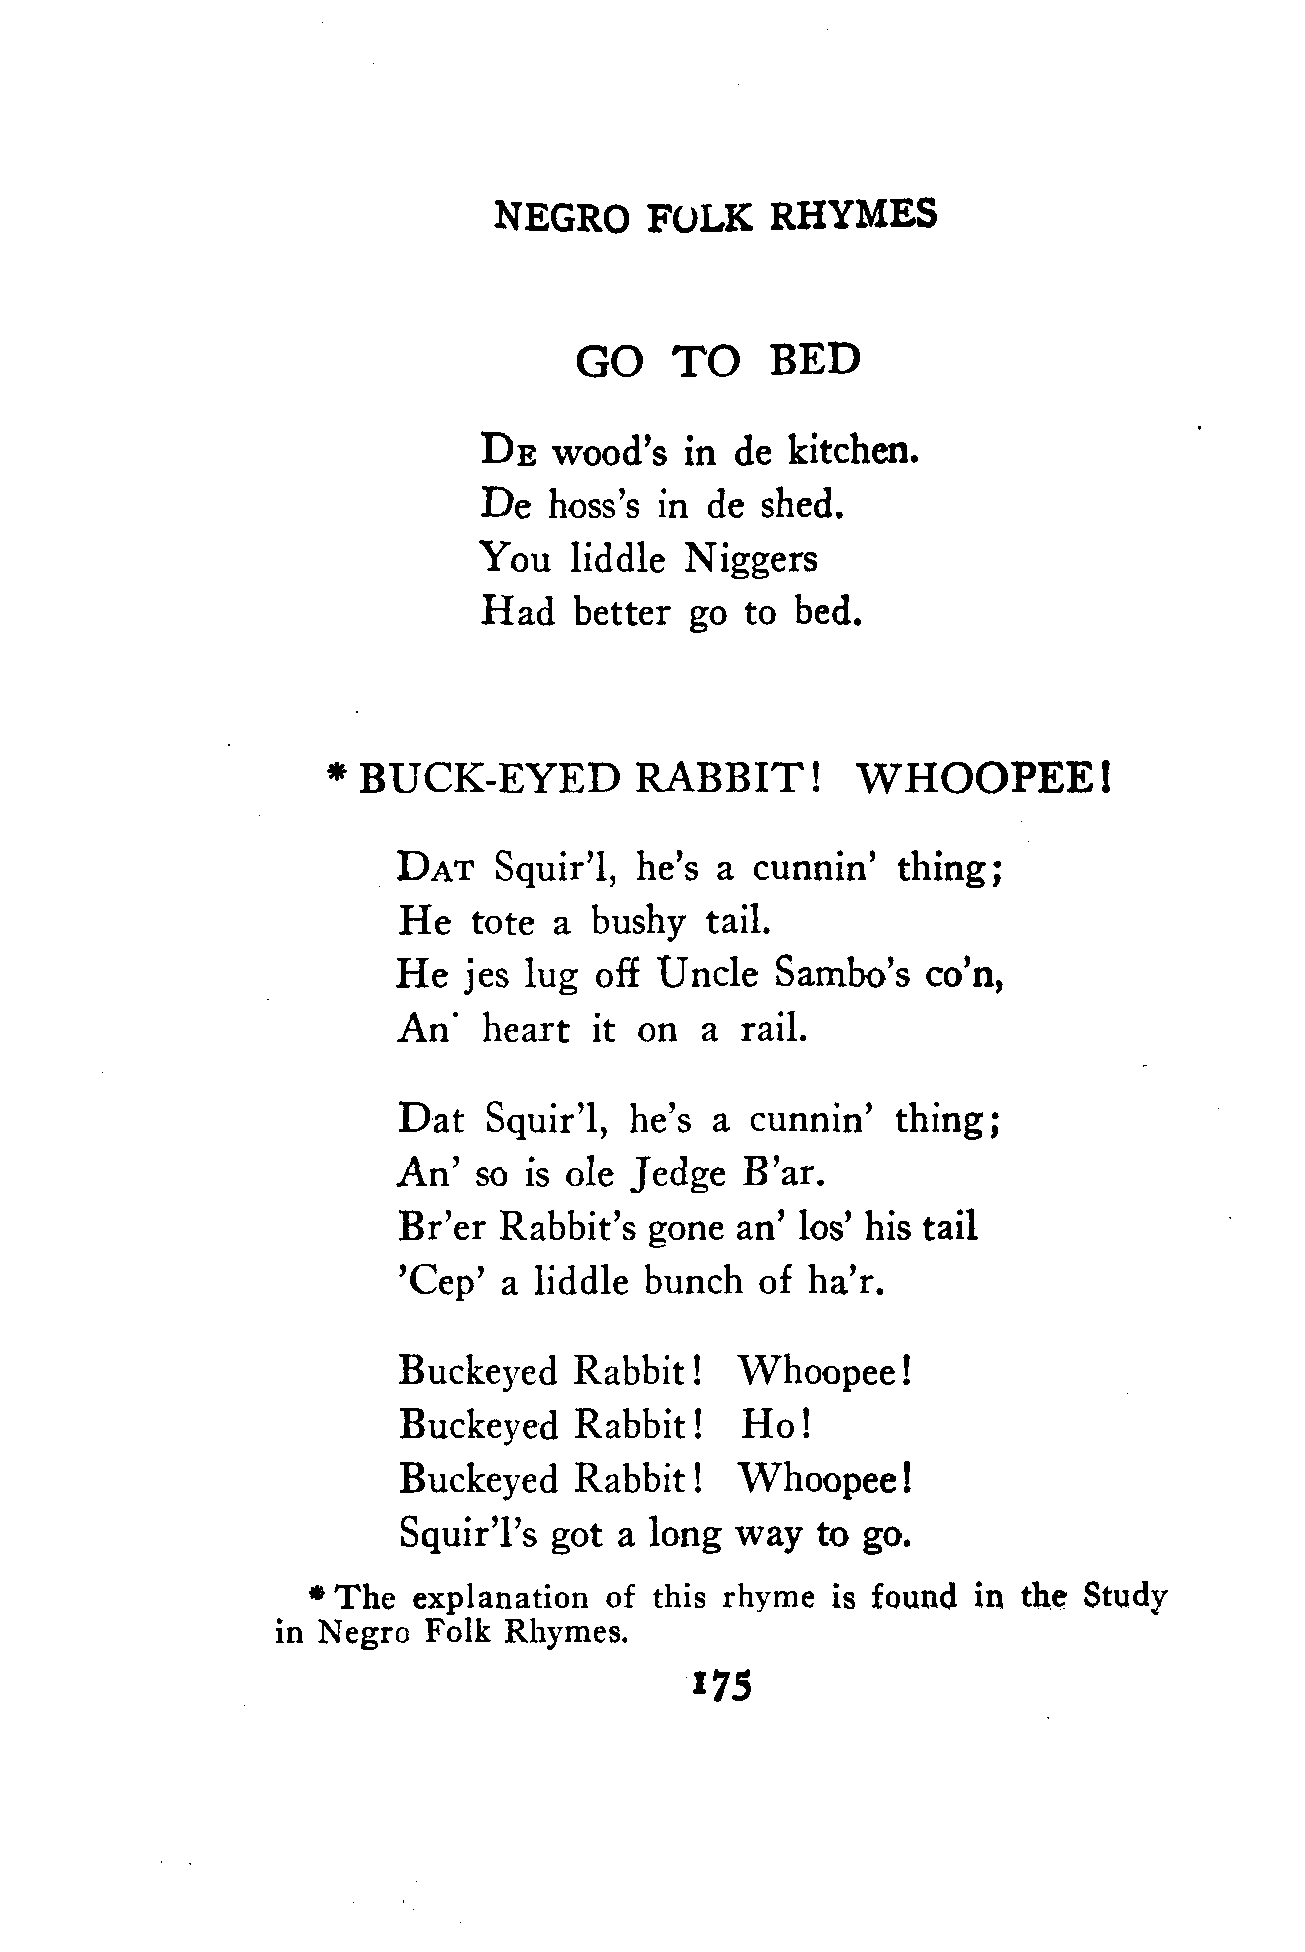 NEGRO FOLK RHYMES
GO TO BED
DE wood's in de kitchen.
De hoss's in de shed.
You liddle Niggers
Had better go to bed.
* BUCK-EYED RABBIT! WHOOPEE!
DAT Squir'l, he's a cunnin' thing;
He tote a bushy tail.
He jes lug off Uncle Sambo's co'n,
An' heart it on a rail.
Dat Squir'l, he's a cunnin' thing;
An' so is ole Jedge B'ar.
Br'er Rabbit's gone an' los' his tail
'Cep' a liddle bunch of ha'r.
Buckeyed Rabbit! Whoopee!
Buckeyed Rabbit! Ho!
Buckeyed Rabbit! Whoopee!
Squir'l's got a long way to go.
* The explanation of this rhyme is found in the Study
in Negro Folk Rhymes.
175